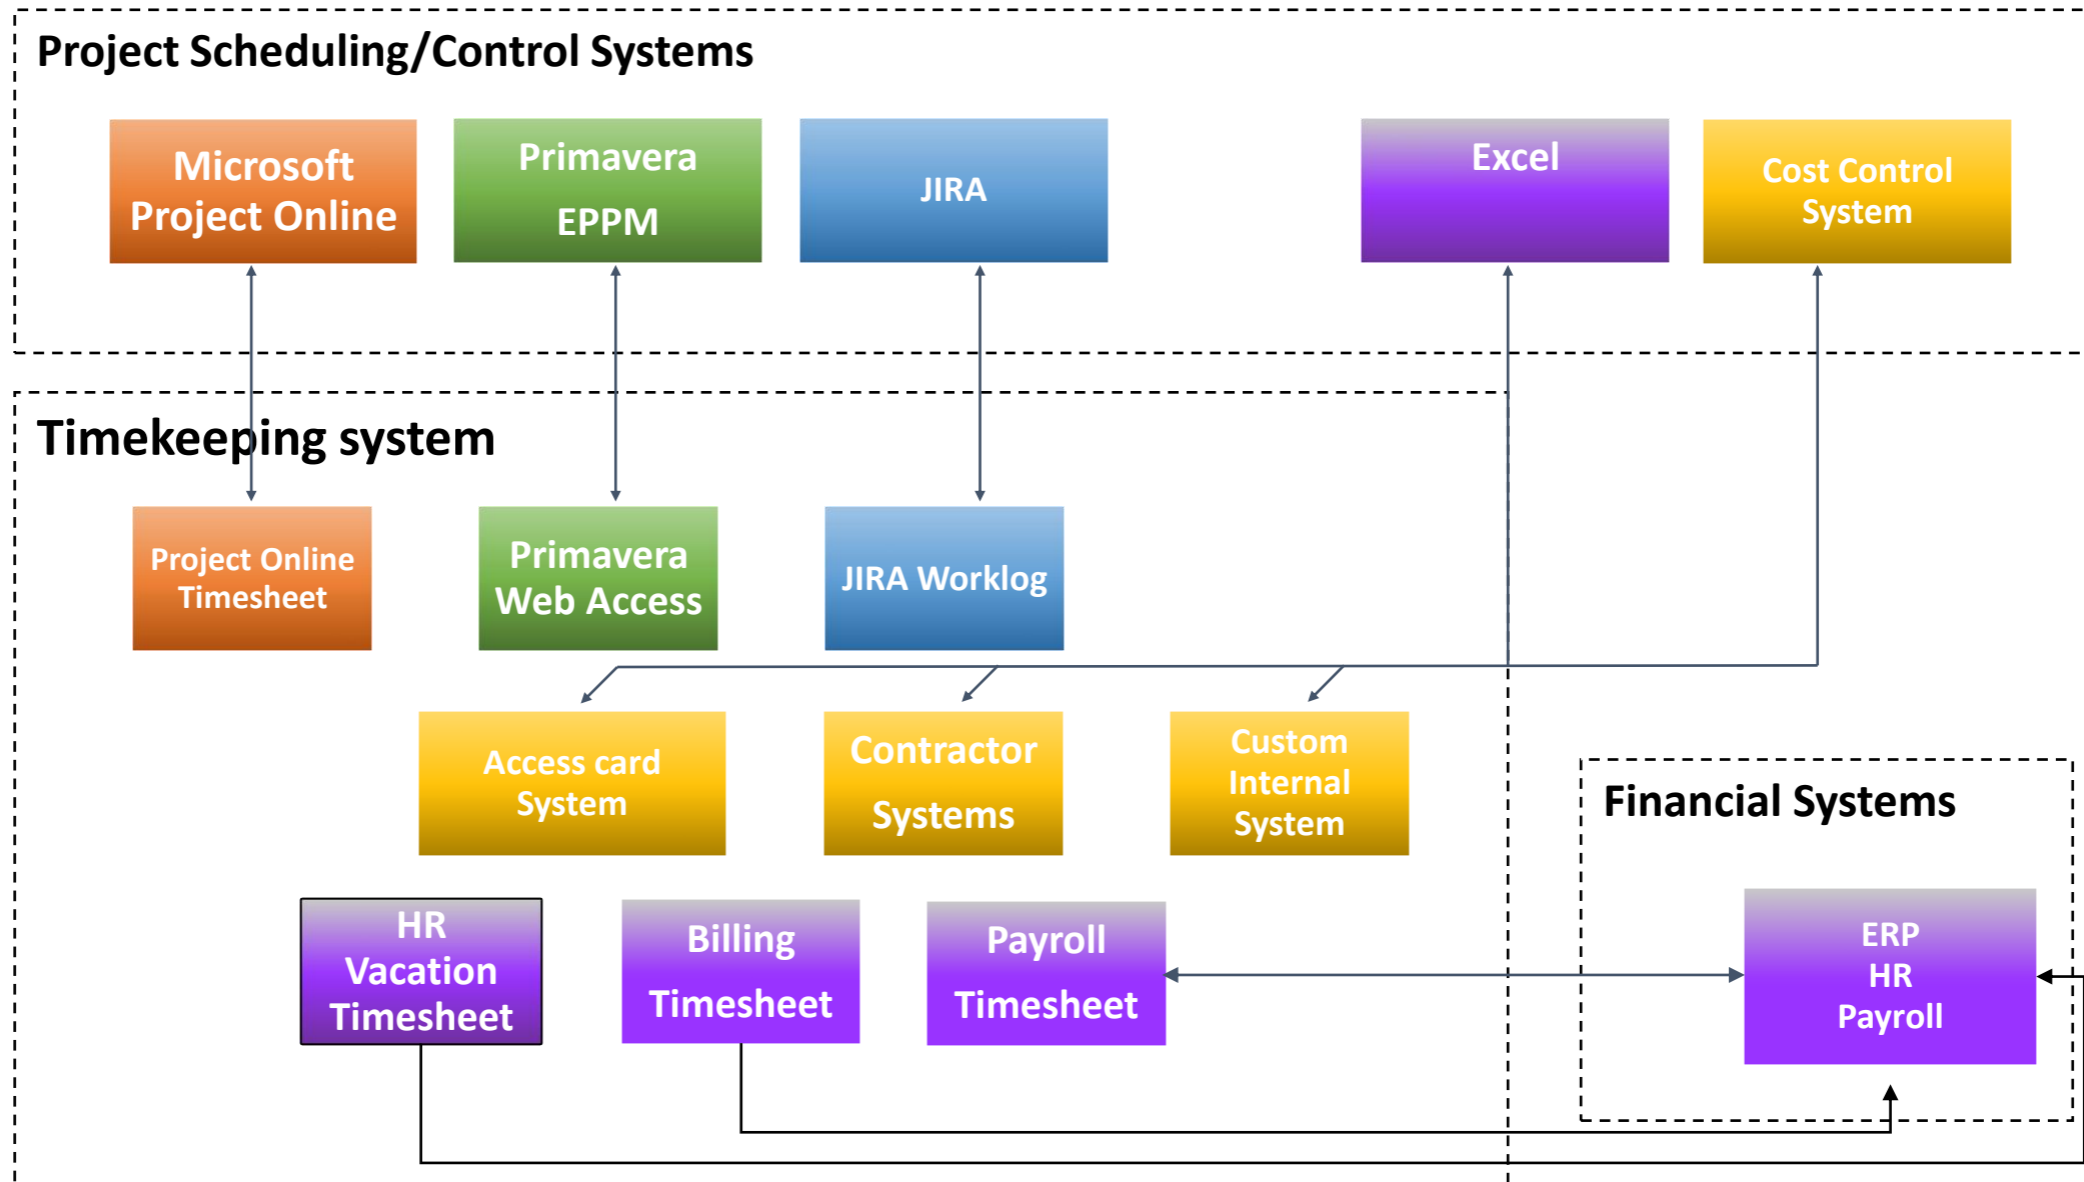 Project Scheduling/Control Systems
Microsoft
Project Online
Primavera
EPPM
JIRA
Excel
Cost Control
System
Timekeeping system
Project Online
Timesheet
Primavera
Web Access
JIRA Worklog
Access card
System
Contractor
Systems
Custom
Internal
System
Financial Systems
HR
Vacation
Timesheet
Billing
Timesheet
Payroll
Timesheet
ERP
HR
Payroll